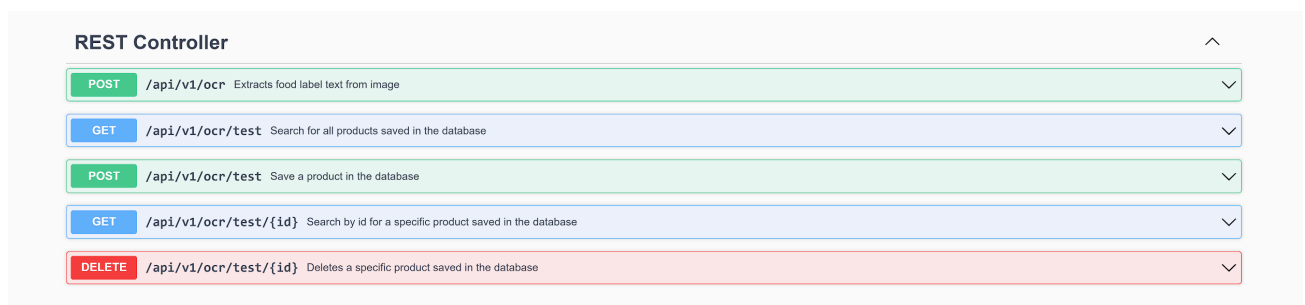 REST Controller
POST /api/v1/ocr Extracts food label text from image
GET /api/v1/ocr/test Search for all products saved in the database
POST /api/v1/ocr/test Save a product in the database
GET /api/v1/ocr/test/{id} Search by id for a specific product saved in the database
DELETE /api/v1/ocr/test/{id} Deletes a specific product saved in the database